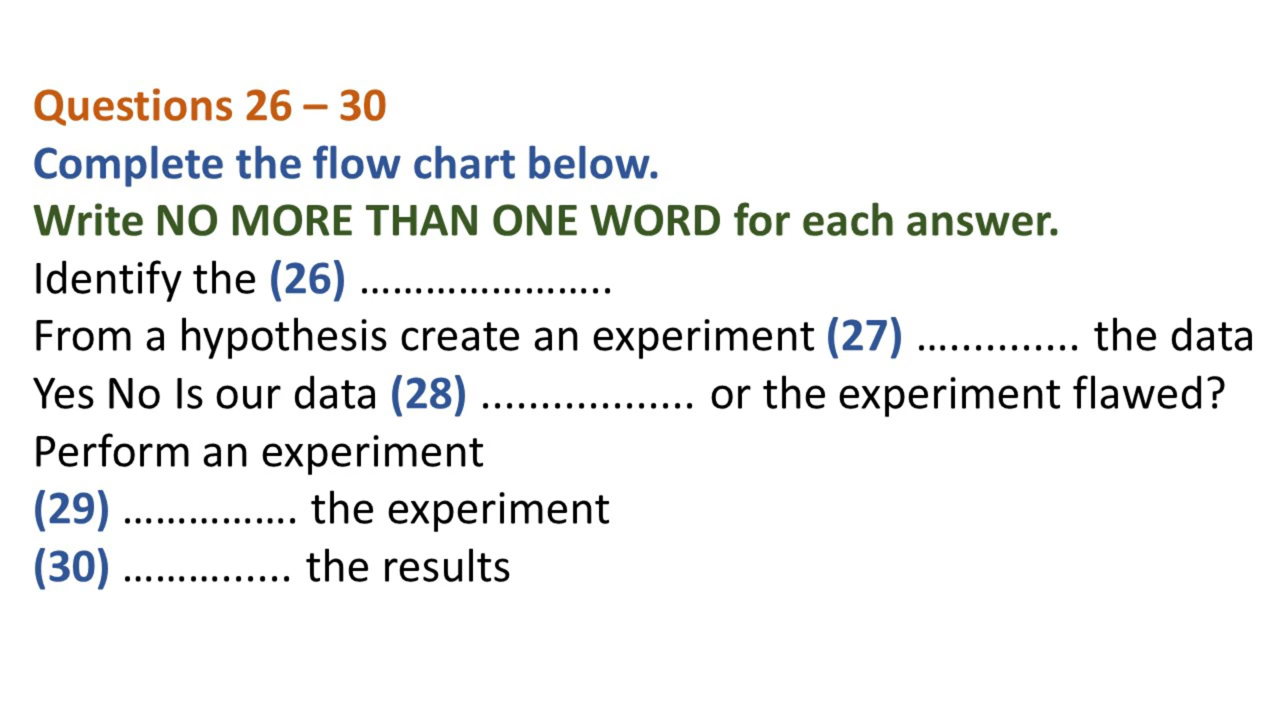 Questions 26 – 30
Complete the flow chart below.
Write NO MORE THAN ONE WORD for each answer.
Identify the (26) …………………..
From a hypothesis create an experiment (27) ............... the data
Yes No Is our data (28) .................. or the experiment flawed?
Perform an experiment
(29) ……………. the experiment
(30) ………...... the results